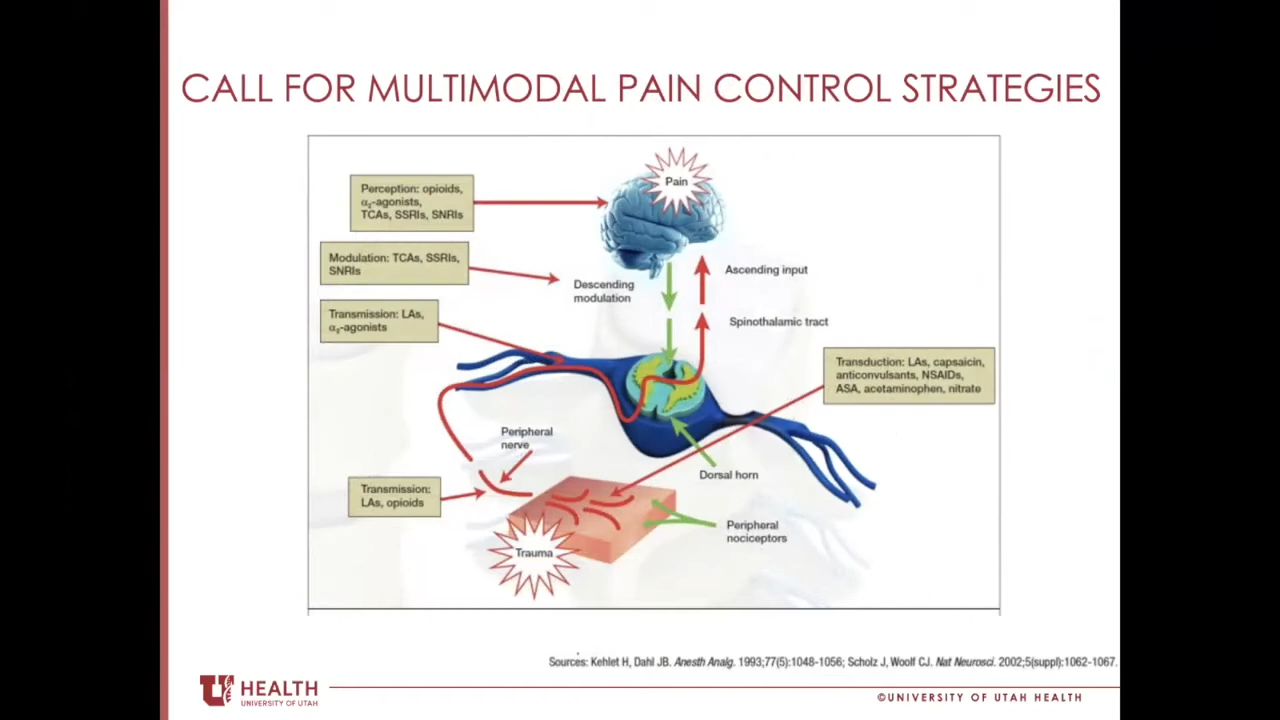 CALL FOR MULTIMODAL PAIN CONTROL STRATEGIES
Pain
Perception: opioids,
α₂-agonists,
TCAs, SSRIs, SNRIs
Modulation: TCAs, SSRIs,
SNRIs
Descending
modulation
Ascending input
Transmission: LAs,
α₂-agonists
Spinothalamic tract
Transduction: LAs, capsaicin,
anticonvulsants, NSAIDs,
ASA, acetaminophen, nitrate
Peripheral
nerve
Dorsal horn
Transmission:
LAs, opioids
Peripheral
nociceptors
Trauma
Sources: Kehlet H, Dahl JB. Anesth Analg. 1993;77(5):1048-1056; Scholz J, Woolf CJ. Nat Neurosci. 2002;5(suppl):1062-1067.
U HEALTH
UNIVERSITY OF UTAH
©UNIVERSITY OF UTAH HEALTH